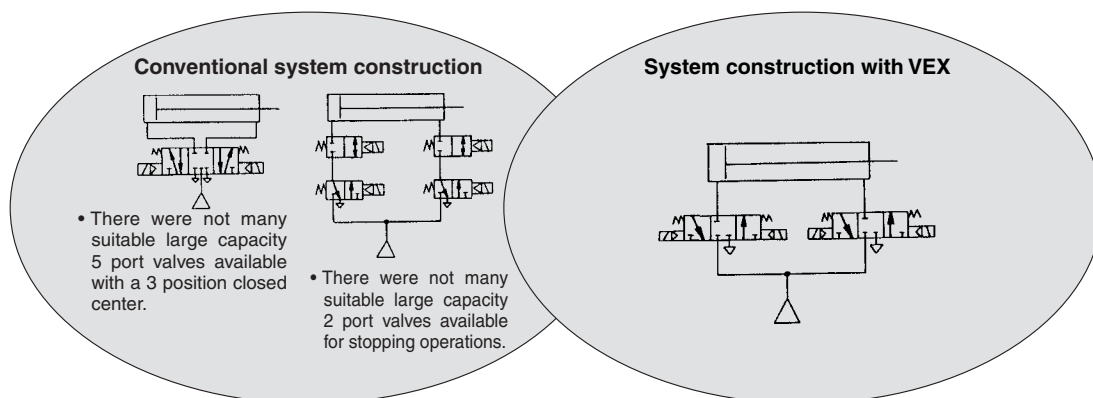 Conventional system construction
• There were not many
suitable large capacity
5 port valves available
with a 3 position closed
center.
• There were not many
suitable large capacity
2 port valves available
for stopping operations.
System construction with VEX